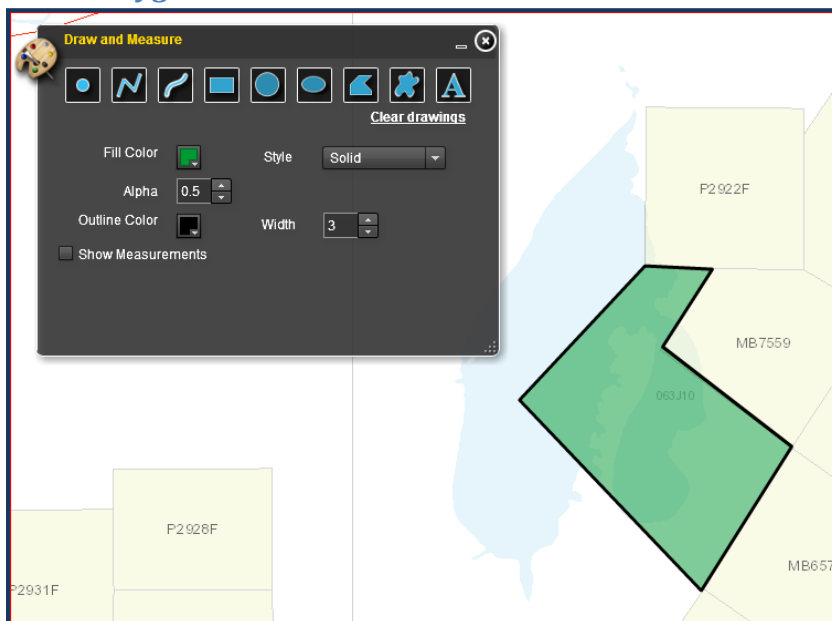 Draw and Measure
A
Clear drawings
Fill Color
Style
Solid
Alpha
0.5
Outline Color
Width
3
Show Measurements
P2922F
MB7559
063J10
P2928F
P2931F
MB657